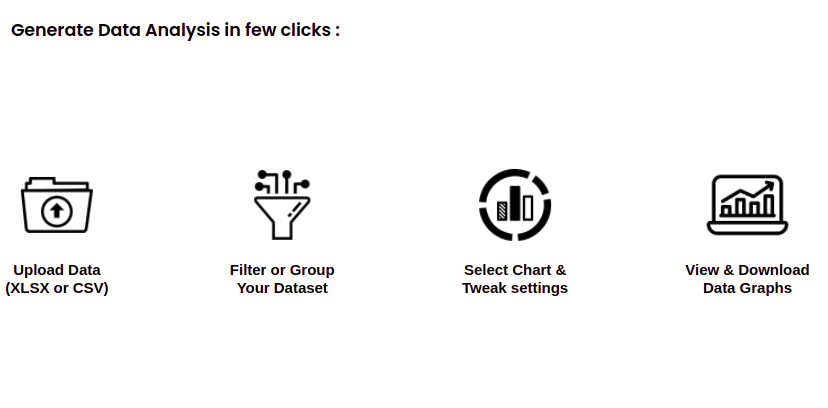 Generate Data Analysis in few clicks :
Upload Data
(XLSX or CSV)
Filter or Group
Your Dataset
Select Chart &
Tweak settings
View & Download
Data Graphs